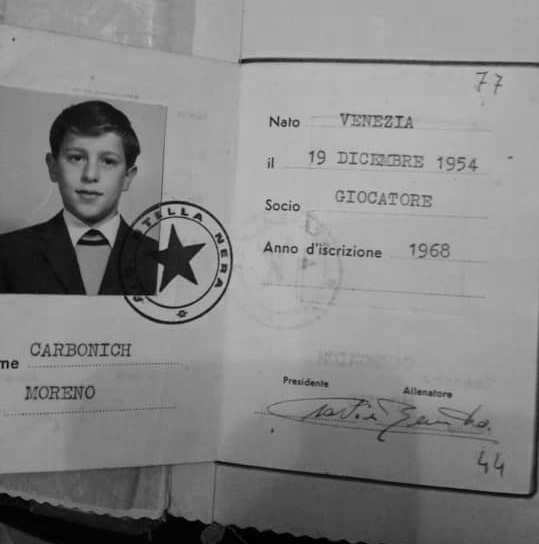 STELLA NERA
me CARBONICH
MORENO
77
Nato VENEZIA
il 19 DICEMBRE 1954
Socio GIOCATORE
Anno d'iscrizione 1968
Presidente Allenatore
44